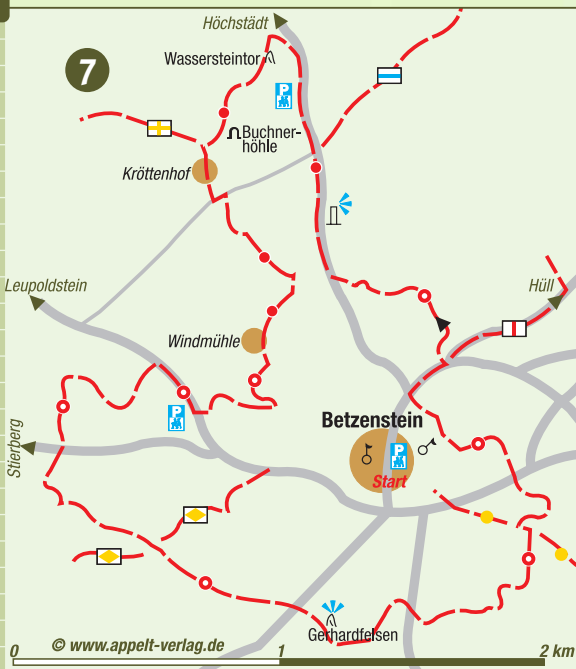 Höchstädt
Wassersteintor
7
P
Buchner-
höhle
Kröttenhof
Leupoldstein
Hüll
Windmühle
P
Betzenstein
P
Start
Stierberg
Gerhardfelsen
© www.appelt-verlag.de
0
1
2 km